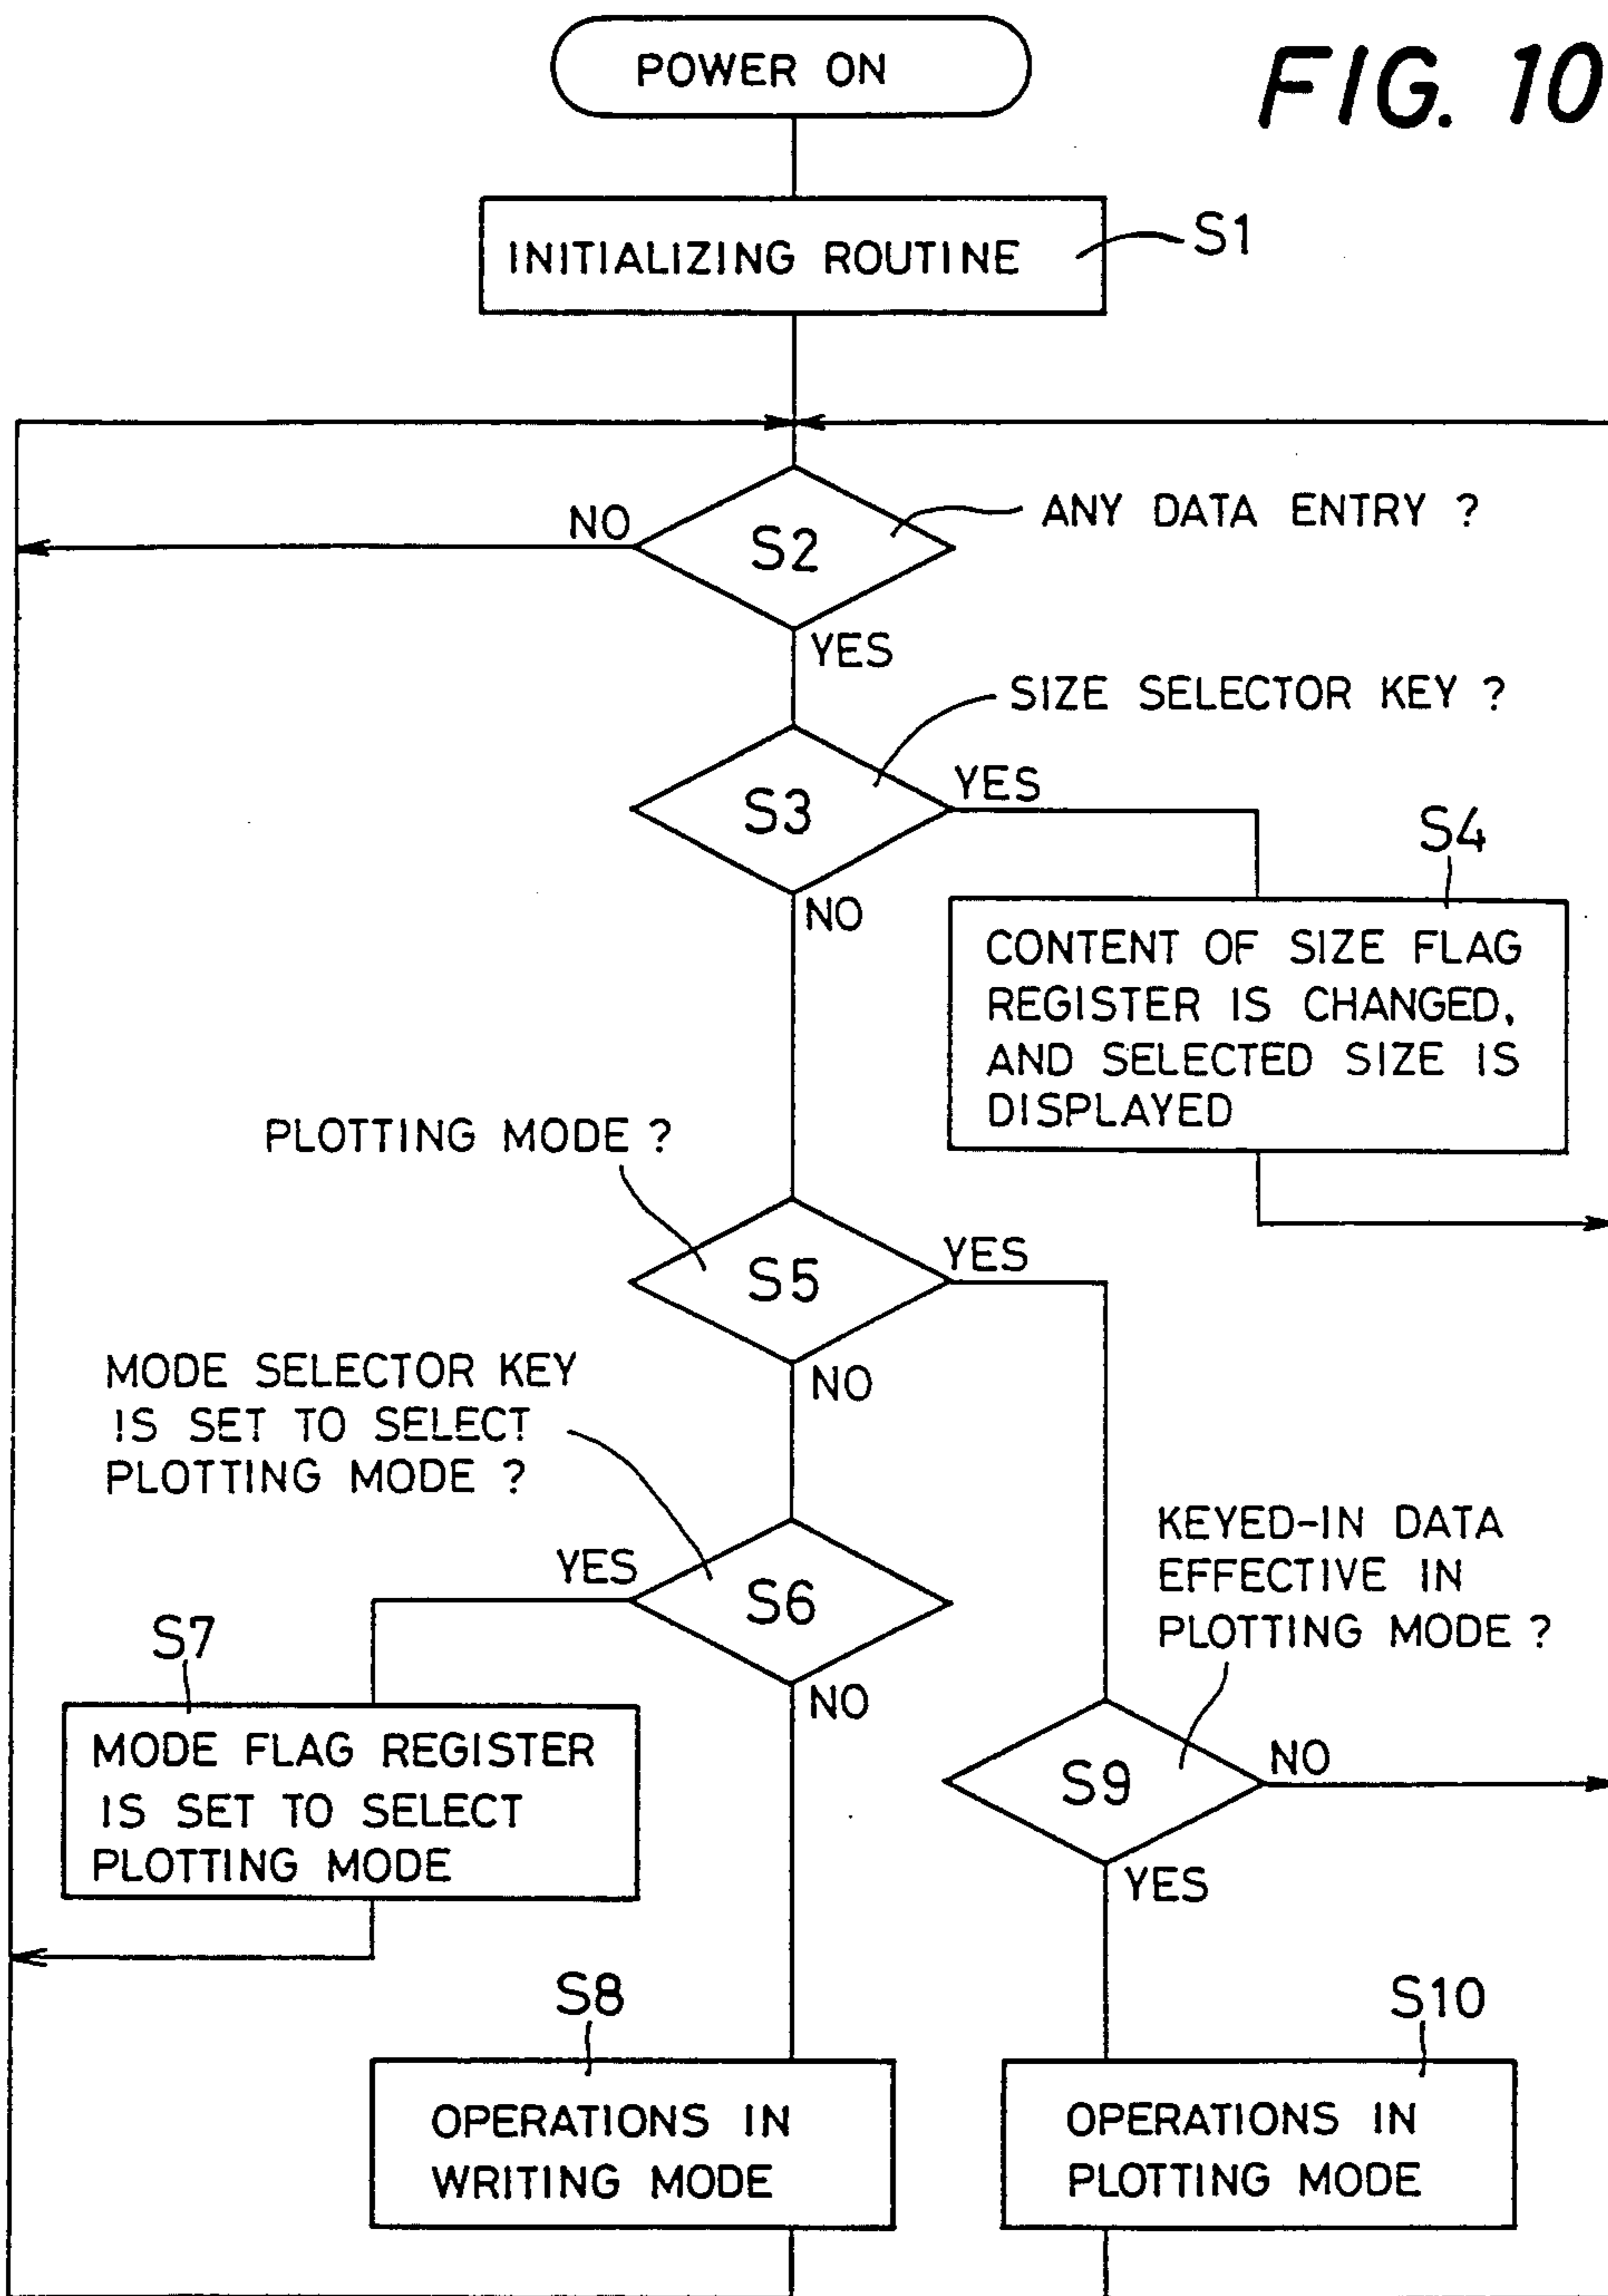 FIG. 10
POWER ON
INITIALIZING ROUTINE
S1
NO
S2
ANY DATA ENTRY ?
YES
SIZE SELECTOR KEY ?
S3
YES
NO
S4
CONTENT OF SIZE FLAG
REGISTER IS CHANGED,
AND SELECTED SIZE IS
DISPLAYED
PLOTTING MODE ?
S5
YES
NO
MODE SELECTOR KEY
IS SET TO SELECT
PLOTTING MODE ?
YES
S6
NO
KEYED-IN DATA
EFFECTIVE IN
PLOTTING MODE ?
S7
MODE FLAG REGISTER
IS SET TO SELECT
PLOTTING MODE
S9
NO
YES
S8
OPERATIONS IN
WRITING MODE
S10
OPERATIONS IN
PLOTTING MODE